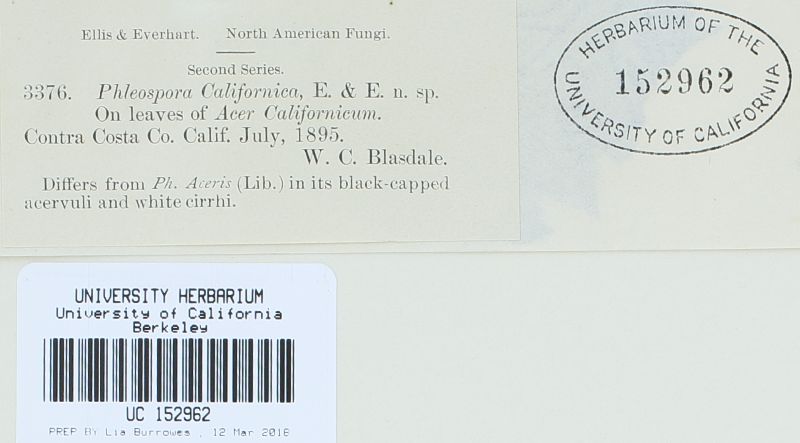 Ellis & Everhart. North American Fungi.
Second Series.
3376. Phleospora Californica, E. & E. n. sp.
On leaves of Acer Californicum.
Contra Costa Co. Calif. July, 1895.
W. C. Blasdale.
Differs from Ph. Aceris (Lib.) in its black-capped
acervuli and white cirrhi.
HERBARIUM OF THE
152962
UNIVERSITY OF CALIFORNIA
UNIVERSITY HERBARIUM
University of California
Berkeley
UC 152962
PREP BY Lia Burrowes , 12 Mar 2018